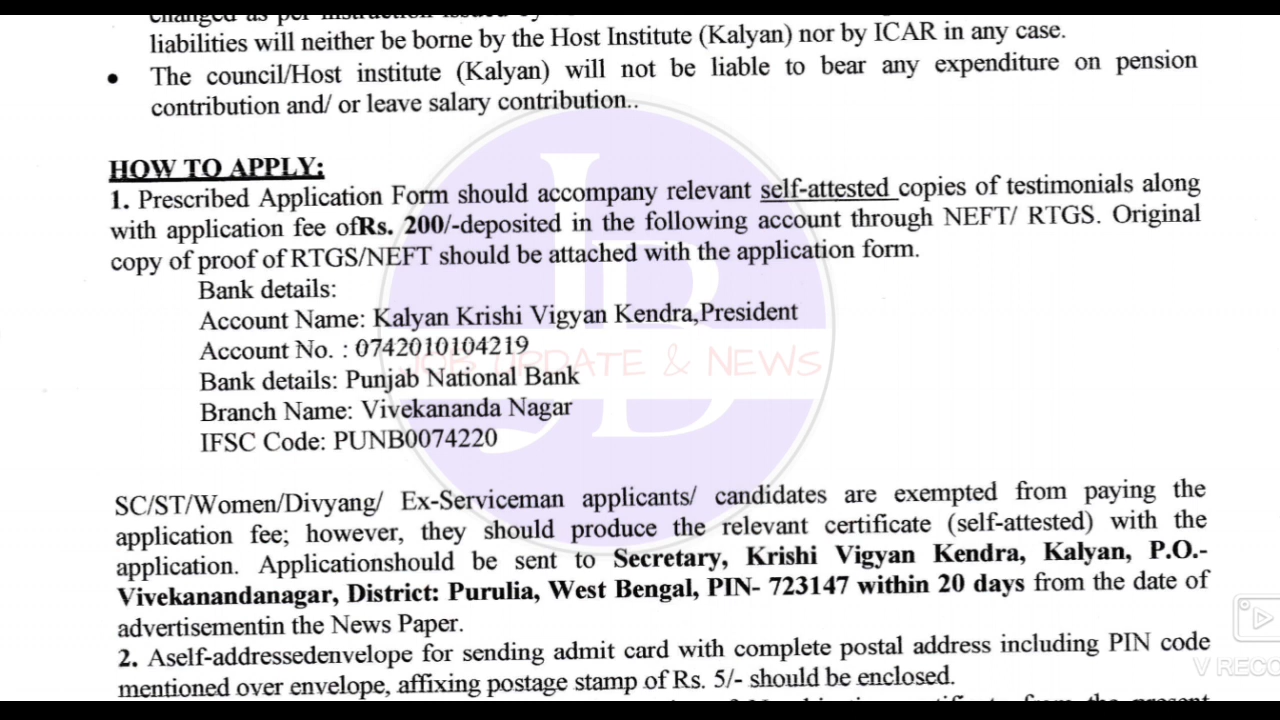 changed as per instruction issued by
liabilities will neither be borne by the Host Institute (Kalyan) nor by ICAR in any case.
• The council/Host institute (Kalyan) will not be liable to bear any expenditure on pension
contribution and/ or leave salary contribution..
HOW TO APPLY:
1. Prescribed Application Form should accompany relevant self-attested copies of testimonials along
with application fee ofRs. 200/-deposited in the following account through NEFT/ RTGS. Original
copy of proof of RTGS/NEFT should be attached with the application form.
Bank details:
Account Name: Kalyan Krishi Vigyan Kendra,President
Account No. : 0742010104219
JOB UPDATE & NEWS
Bank details: Punjab National Bank
Branch Name: Vivekananda Nagar
IFSC Code: PUNB0074220
SC/ST/Women/Divyang/ Ex-Serviceman applicants/ candidates are exempted from paying the
application fee; however, they should produce the relevant certificate (self-attested) with the
application. Applicationshould be sent to Secretary, Krishi Vigyan Kendra, Kalyan, P.O.-
Vivekanandanagar, District: Purulia, West Bengal, PIN- 723147 within 20 days from the date of
advertisementin the News Paper.
2. Aself-addressedenvelope for sending admit card with complete postal address including PIN code
mentioned over envelope, affixing postage stamp of Rs. 5/- should be enclosed.
V RECO